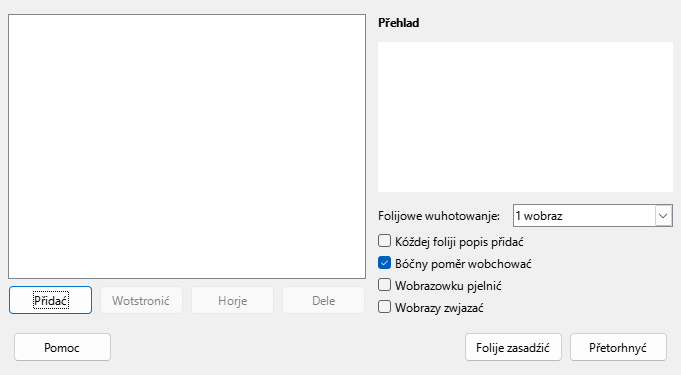 Přehlad
Folijowe wuhotowanje: 1 wobraz
Kóždej foliji popis přidać
Bóčny poměr wobchować
Wobrazowku pjelnić
Wobrazy zwjazać
Přidać Wotstronić Horje Dele
Pomoc Folije zasadźić Přetorhnyć